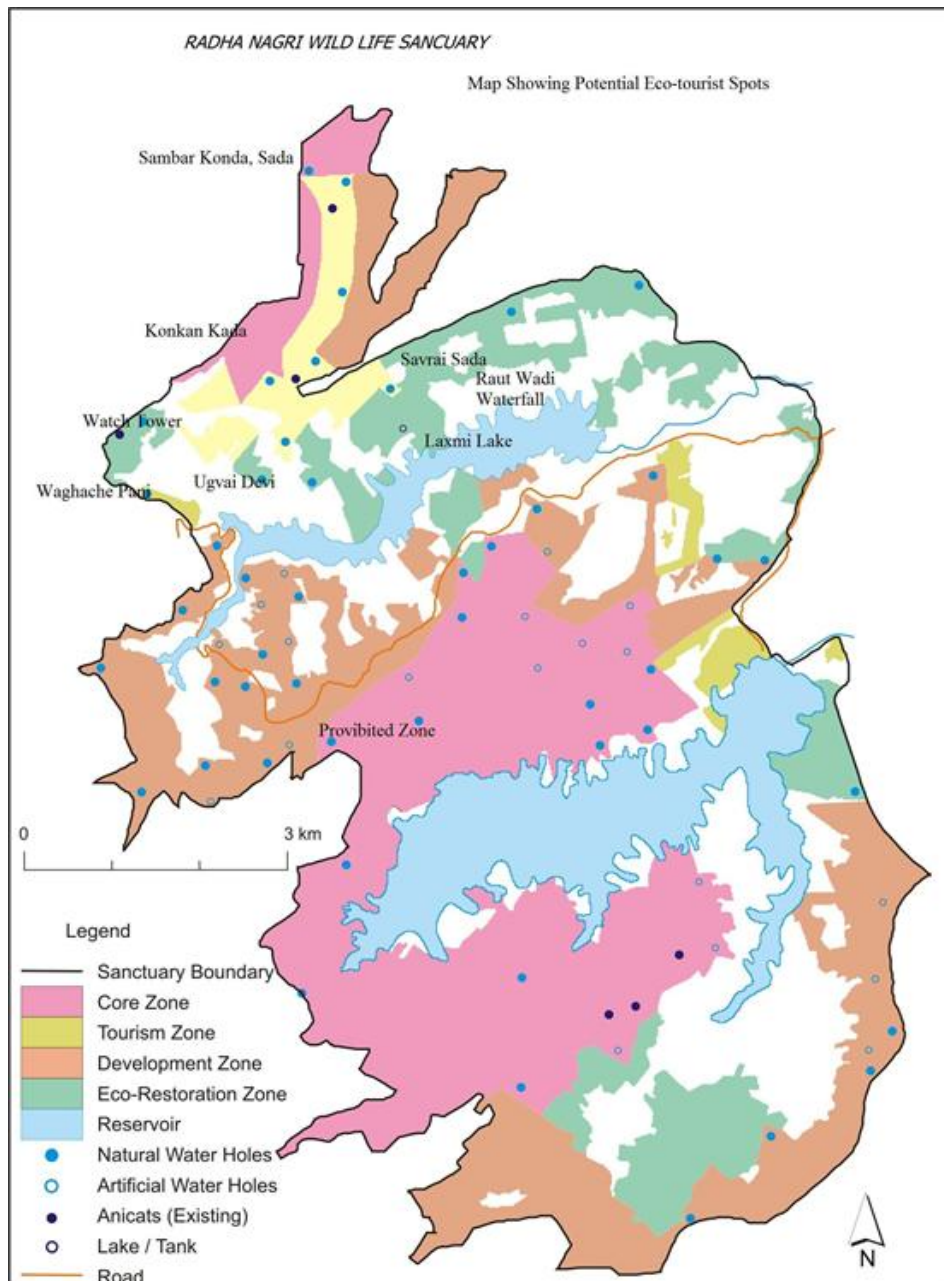 RADHA NAGRI WILD LIFE SANCUARY
Map Showing Potential Eco-tourist Spots
Sambar Konda, Sada
Konkan Kada
Savrai Sada
Raut Wadi
Waterfall
Watch Tower
Laxmi Lake
Ugvai Devi
Waghache Pani
Provibited Zone
0 3 km
Legend
Sanctuary Boundary
Core Zone
Tourism Zone
Development Zone
Eco-Restoration Zone
Reservoir
Natural Water Holes
Artificial Water Holes
Anicats (Existing)
Lake / Tank
Road
N